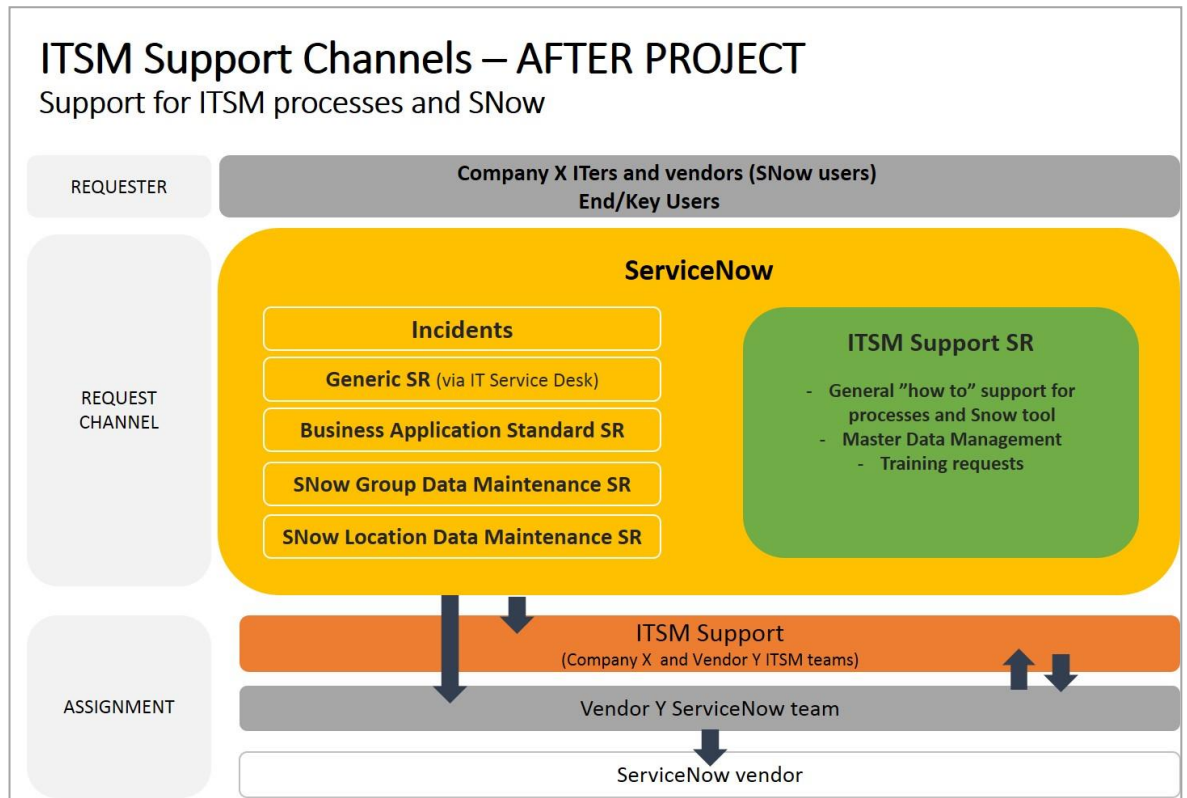 ITSM Support Channels – AFTER PROJECT
Support for ITSM processes and SNow
REQUESTER
Company X ITers and vendors (SNow users)
End/Key Users
REQUEST
CHANNEL
ServiceNow
Incidents
Generic SR (via IT Service Desk)
Business Application Standard SR
SNow Group Data Maintenance SR
SNow Location Data Maintenance SR
ITSM Support SR
- General ”how to” support for
processes and Snow tool
- Master Data Management
- Training requests
ASSIGNMENT
ITSM Support
(Company X and Vendor Y ITSM teams)
Vendor Y ServiceNow team
ServiceNow vendor